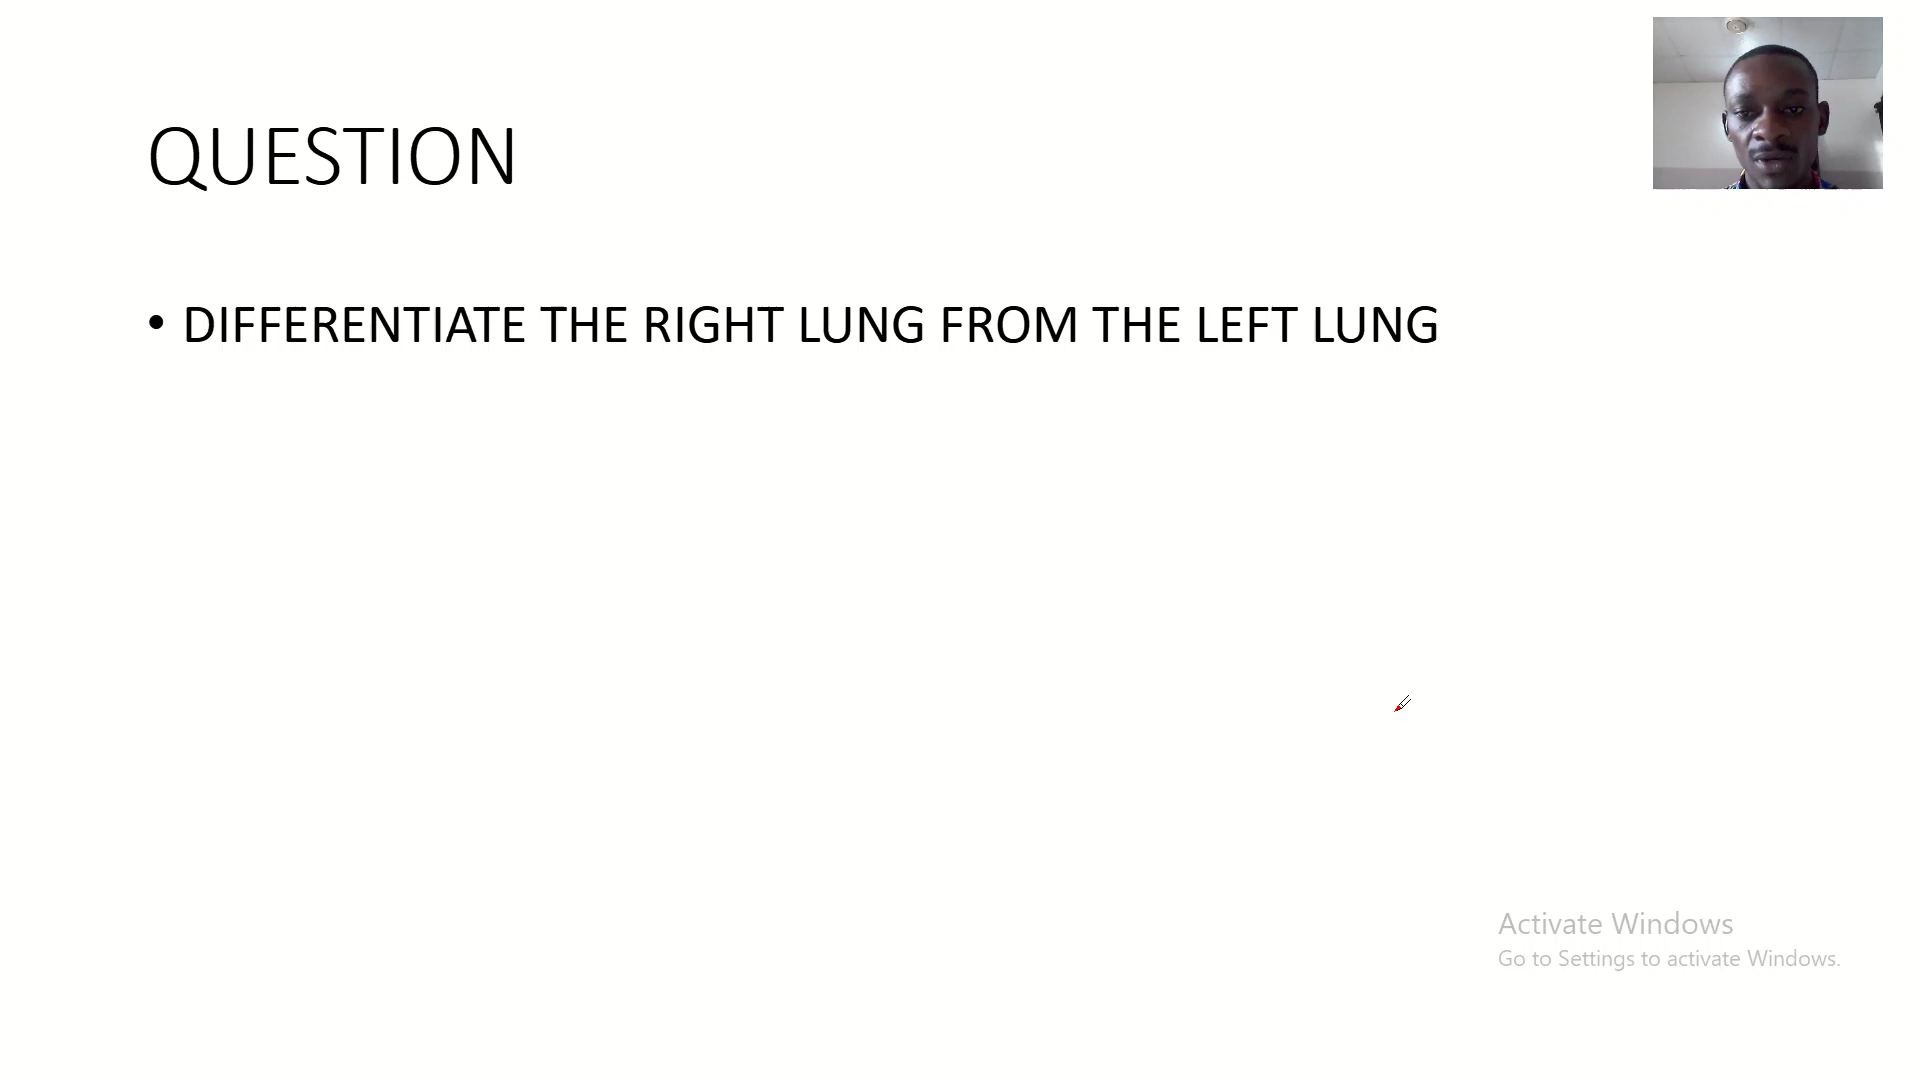 QUESTION
• DIFFERENTIATE THE RIGHT LUNG FROM THE LEFT LUNG
Activate Windows
Go to Settings to activate Windows.